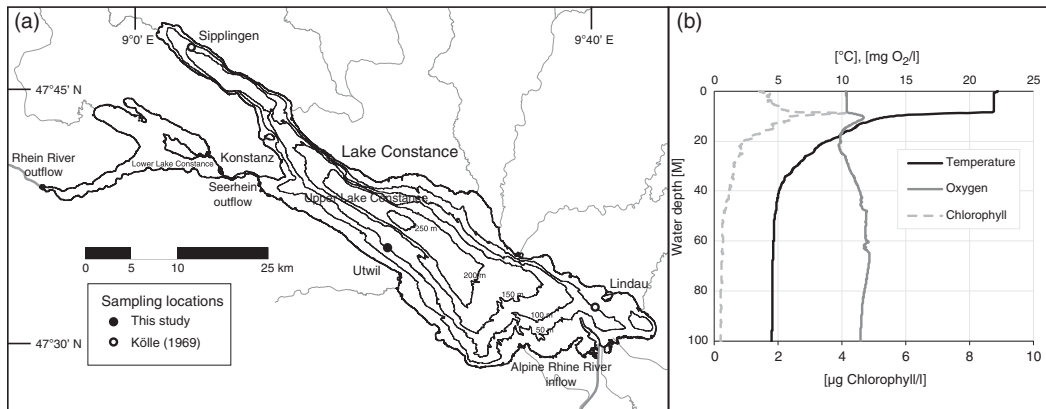 (a)
9°0′ E
9°40′ E
Sipplingen
47°45′ N
Lake Constance
Konstanz
Rhein River
outflow
Lower Lake Constance
Seerhein
outflow
Upper Lake Constance
250 m
0 5 10 25 km
Utwil
200 m
Lindau
150 m
100 m
50 m
Sampling locations
This study
Kölle (1969)
47°30′ N
Alpine Rhine River
inflow
(b)
[°C], [mg O2/l]
0 5 10 15 20 25
0
20
40
60
80
100
Water depth [M]
Temperature
Oxygen
Chlorophyll
0 2 4 6 8 10
[µg Chlorophyll/l]